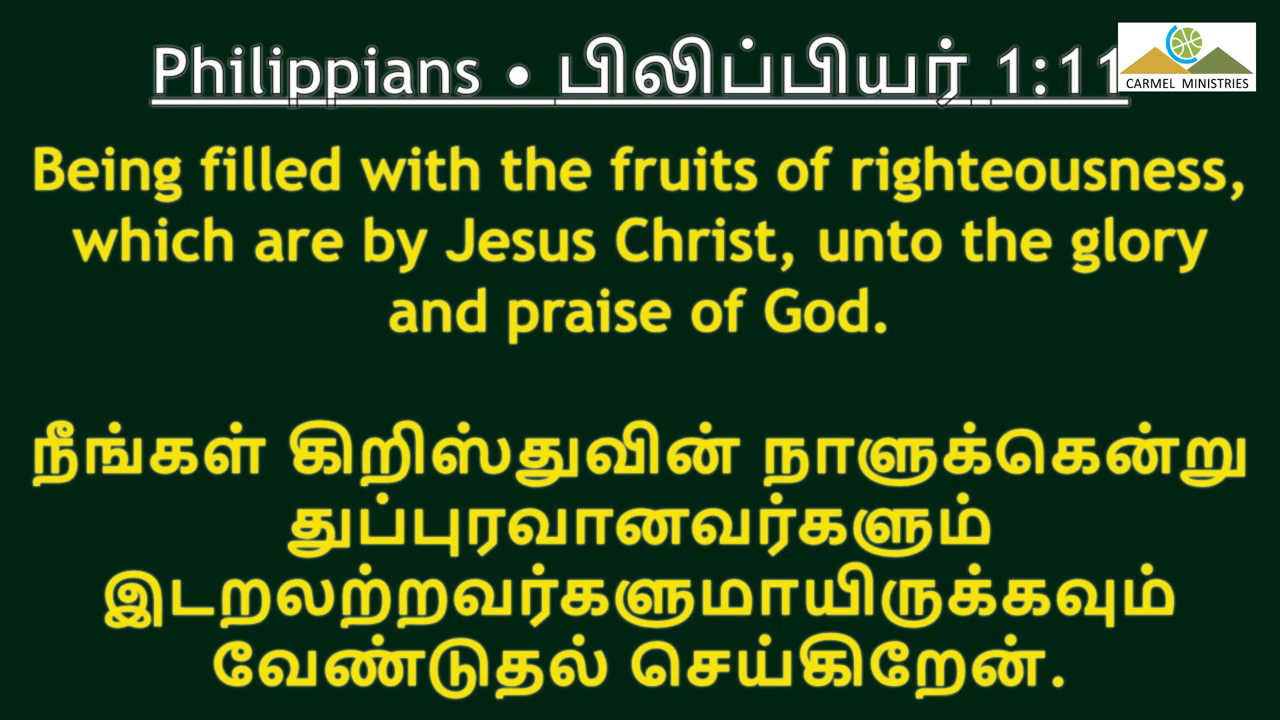 Philippians • பிலிப்பியர் 1:11
CARMEL MINISTRIES
Being filled with the fruits of righteousness,
which are by Jesus Christ, unto the glory
and praise of God.
நீங்கள் கிறிஸ்துவின் நாளுக்கென்று
துப்புரவானவர்களும்
இடறலற்றவர்களுமாயிருக்கவும்
வேண்டுதல் செய்கிறேன்.